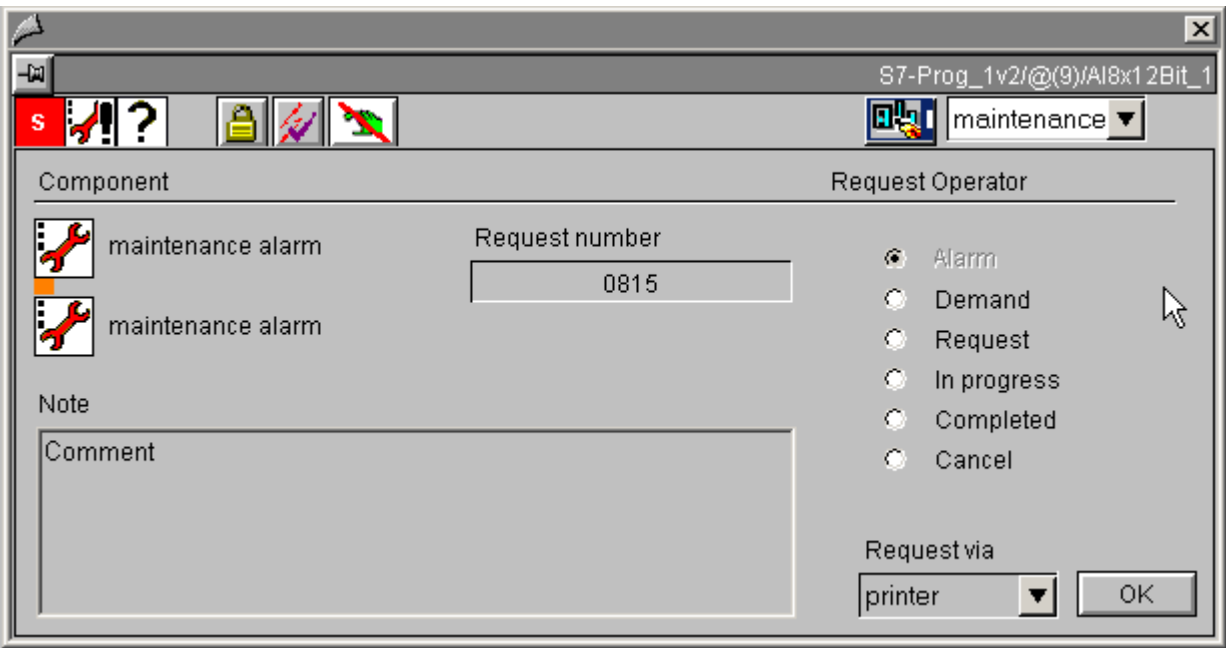 S7-Prog_1v2/@(9)/AI8x12Bit_1
S ? maintenance
Component
Request Operator
maintenance alarm
Request number
0815
maintenance alarm
Alarm
Demand
Request
In progress
Completed
Cancel
Note
Comment
Request via
printer
OK